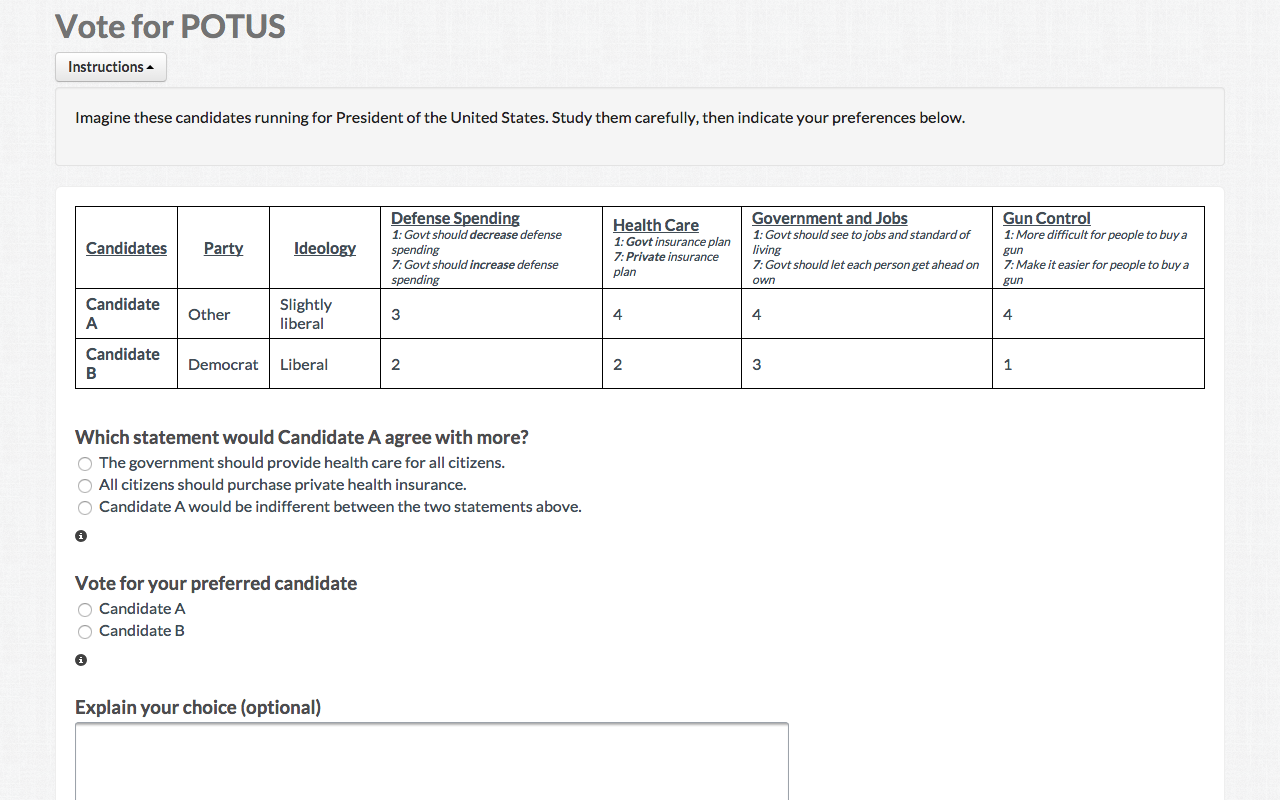 Vote for POTUS
Instructions
Imagine these candidates running for President of the United States. Study them carefully, then indicate your preferences below.
Candidates
Party
Ideology
Defense Spending
1: Govt should decrease defense
spending
7: Govt should increase defense
spending
Health Care
1: Govt insurance plan
7: Private insurance
plan
Government and Jobs
1: Govt should see to jobs and standard of
living
7: Govt should let each person get ahead on
own
Gun Control
1: More difficult for people to buy a
gun
7: Make it easier for people to buy a
gun
Candidate
A
Other
Slightly
liberal
3
4
4
4
Candidate
B
Democrat
Liberal
2
2
3
1
Which statement would Candidate A agree with more?
The government should provide health care for all citizens.
All citizens should purchase private health insurance.
Candidate A would be indifferent between the two statements above.
Vote for your preferred candidate
Candidate A
Candidate B
Explain your choice (optional)